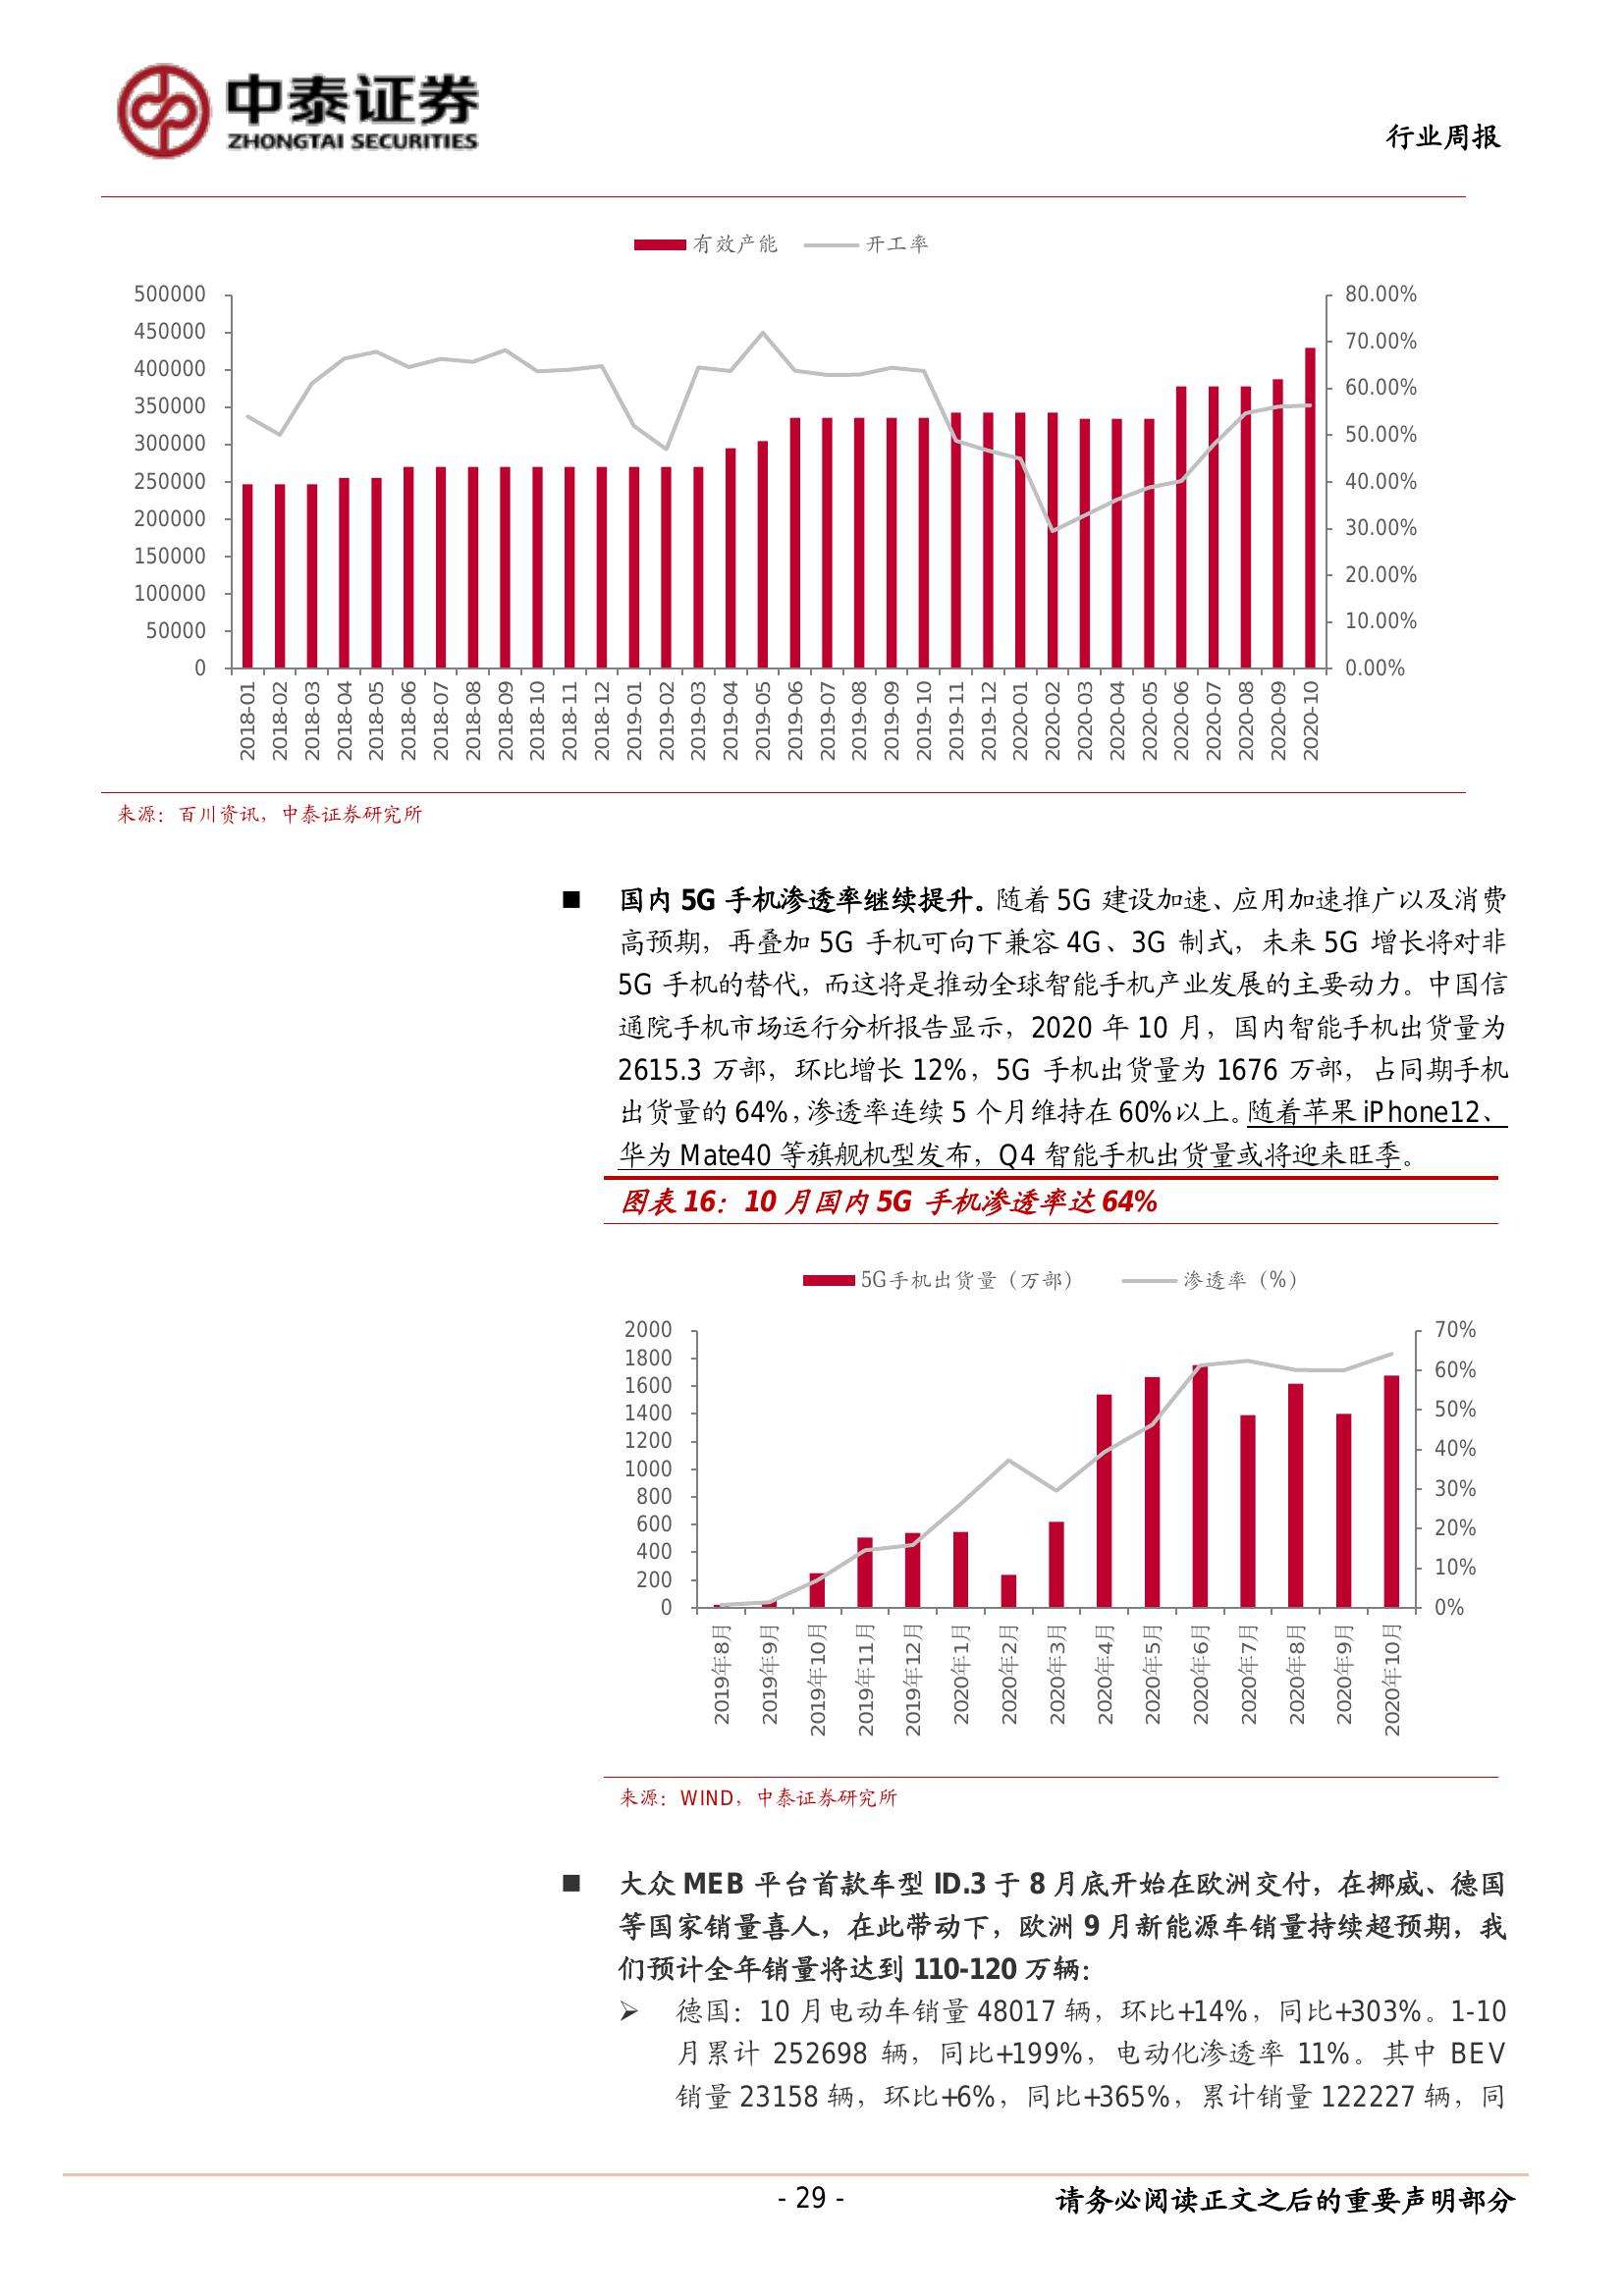 中泰证券
ZHONGTAI SECURITIES
行业周报
有效产能 开工率
500000
450000
400000
350000
300000
250000
200000
150000
100000
50000
0
80.00%
70.00%
60.00%
50.00%
40.00%
30.00%
20.00%
10.00%
0.00%
2018-01
2018-02
2018-03
2018-04
2018-05
2018-06
2018-07
2018-08
2018-09
2018-10
2018-11
2018-12
2019-01
2019-02
2019-03
2019-04
2019-05
2019-06
2019-07
2019-08
2019-09
2019-10
2019-11
2019-12
2020-01
2020-02
2020-03
2020-04
2020-05
2020-06
2020-07
2020-08
2020-09
2020-10
来源：百川资讯，中泰证券研究所
■ 国内 5G 手机渗透率继续提升。随着 5G 建设加速、应用加速推广以及消费
高预期，再叠加 5G 手机可向下兼容 4G、3G 制式，未来 5G 增长将对非
5G 手机的替代，而这将是推动全球智能手机产业发展的主要动力。中国信
通院手机市场运行分析报告显示，2020 年 10 月，国内智能手机出货量为
2615.3 万部，环比增长 12%，5G 手机出货量为 1676 万部，占同期手机
出货量的 64%，渗透率连续 5 个月维持在 60%以上。随着苹果 iPhone12、
华为 Mate40 等旗舰机型发布，Q4 智能手机出货量或将迎来旺季。
图表 16：10 月国内 5G 手机渗透率达 64%
5G手机出货量（万部） 渗透率（%）
2000
1800
1600
1400
1200
1000
800
600
400
200
0
70%
60%
50%
40%
30%
20%
10%
0%
2019年8月
2019年9月
2019年10月
2019年11月
2019年12月
2020年1月
2020年2月
2020年3月
2020年4月
2020年5月
2020年6月
2020年7月
2020年8月
2020年9月
2020年10月
来源：WIND，中泰证券研究所
■ 大众 MEB 平台首款车型 ID.3 于 8 月底开始在欧洲交付，在挪威、德国
等国家销量喜人，在此带动下，欧洲 9 月新能源车销量持续超预期，我
们预计全年销量将达到 110-120 万辆：
➢ 德国：10 月电动车销量 48017 辆，环比+14%，同比+303%。1-10
月累计 252698 辆，同比+199%，电动化渗透率 11%。其中 BEV
销量 23158 辆，环比+6%，同比+365%，累计销量 122227 辆，同
- 29 -
请务必阅读正文之后的重要声明部分